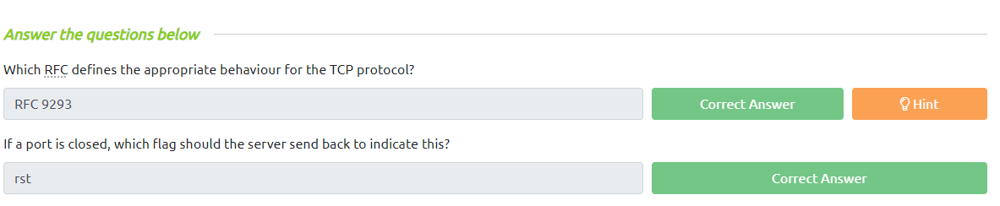 Answer the questions below
Which RFC defines the appropriate behaviour for the TCP protocol?
RFC 9293
Correct Answer
Hint
If a port is closed, which flag should the server send back to indicate this?
rst
Correct Answer